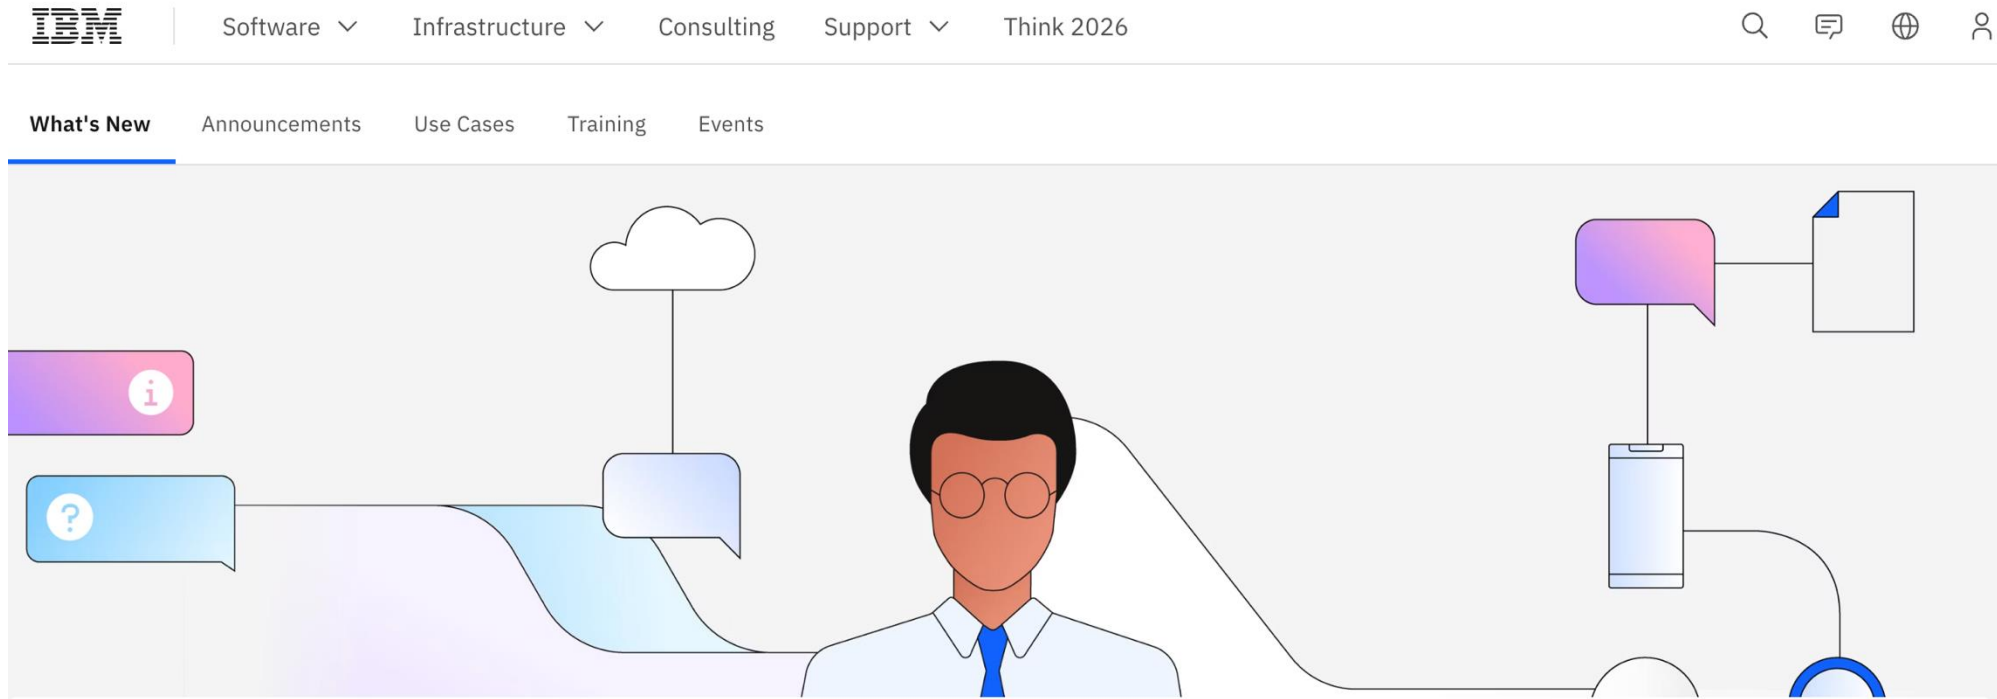 IBM Software Infrastructure Consulting Support Think 2026
What's New Announcements Use Cases Training Events
i
?